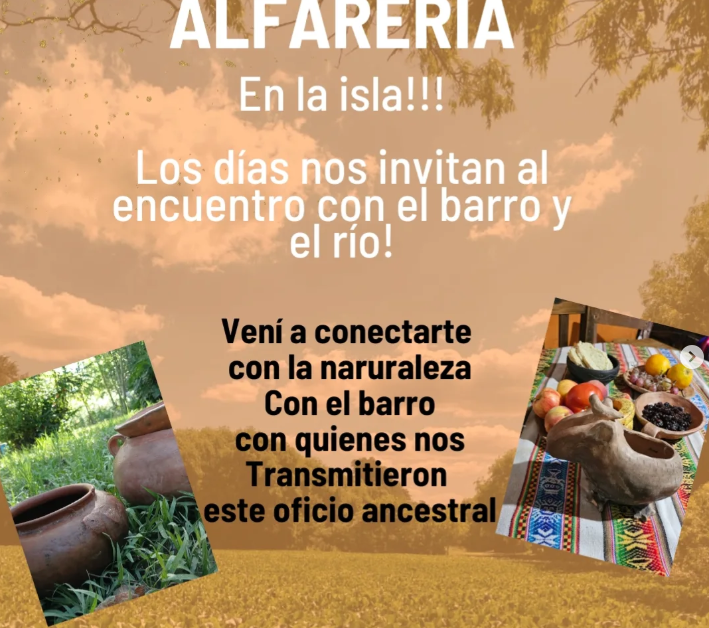 ALFARERIA
En la isla!!!
Los días nos invitan al
encuentro con el barro y
el río!
Vení a conectarte
con la naruraleza
Con el barro
con quienes nos
Transmitieron
este oficio ancestral